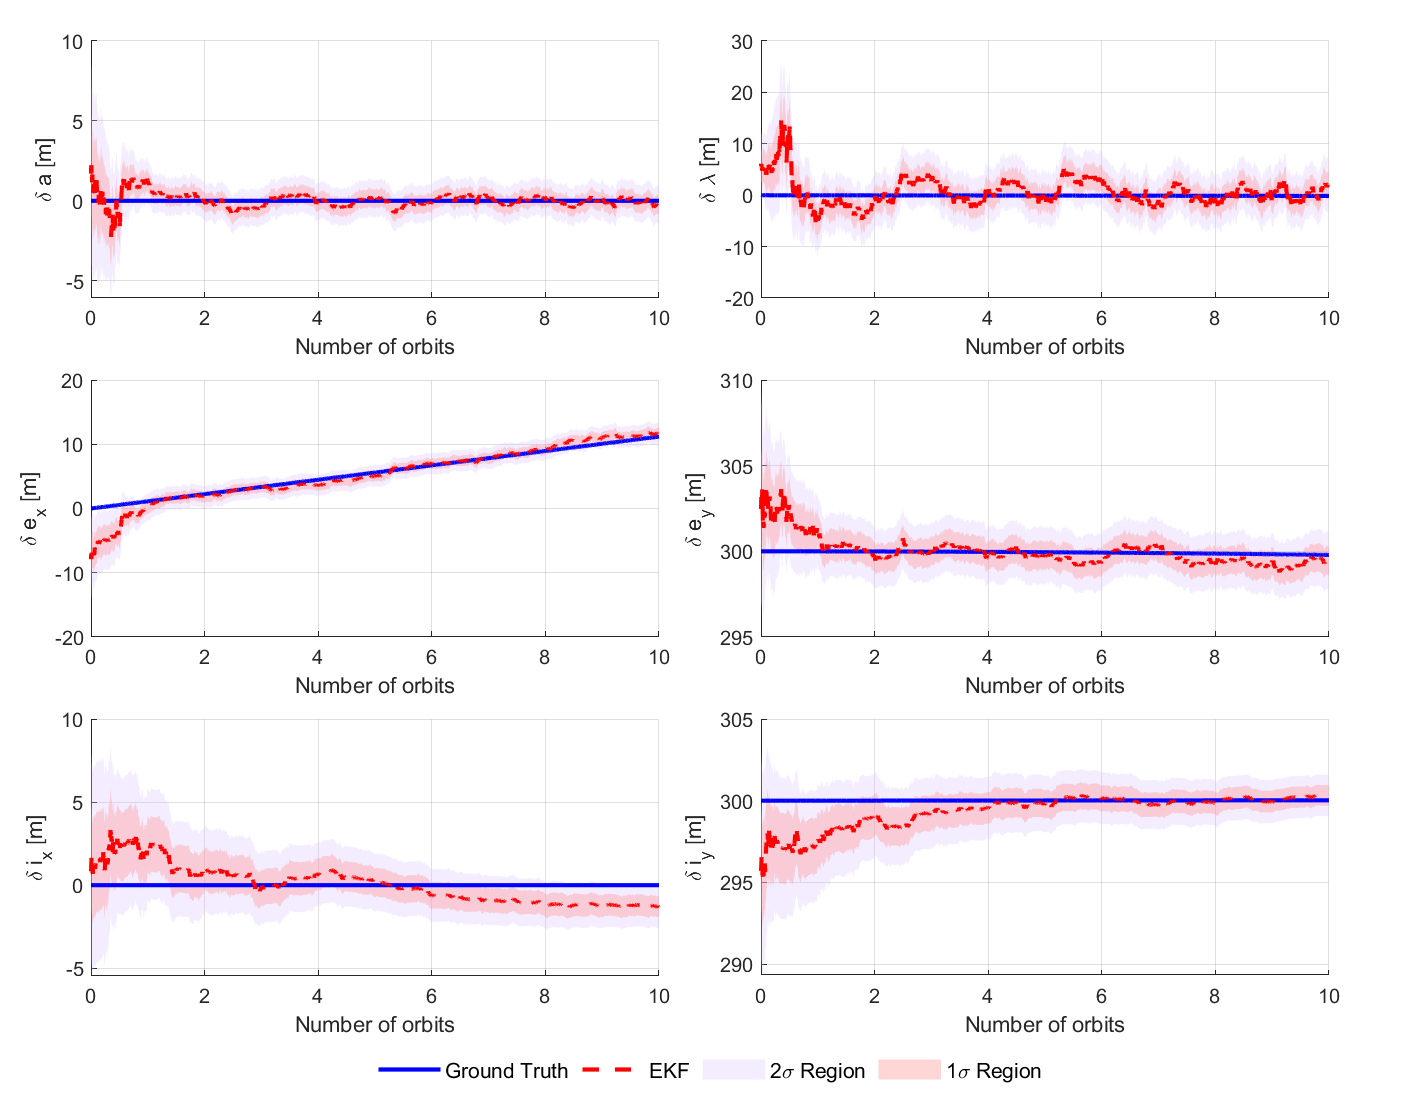 10
5
0
-5
δ a [m]
0 2 4 6 8 10
Number of orbits
30
20
10
0
-10
-20
δ λ [m]
0 2 4 6 8 10
Number of orbits
20
10
0
-10
-20
δ e_x [m]
0 2 4 6 8 10
Number of orbits
310
305
300
295
δ e_y [m]
0 2 4 6 8 10
Number of orbits
10
5
0
-5
δ i_x [m]
0 2 4 6 8 10
Number of orbits
305
300
295
290
δ i_y [m]
0 2 4 6 8 10
Number of orbits
Ground Truth EKF 2σ Region 1σ Region